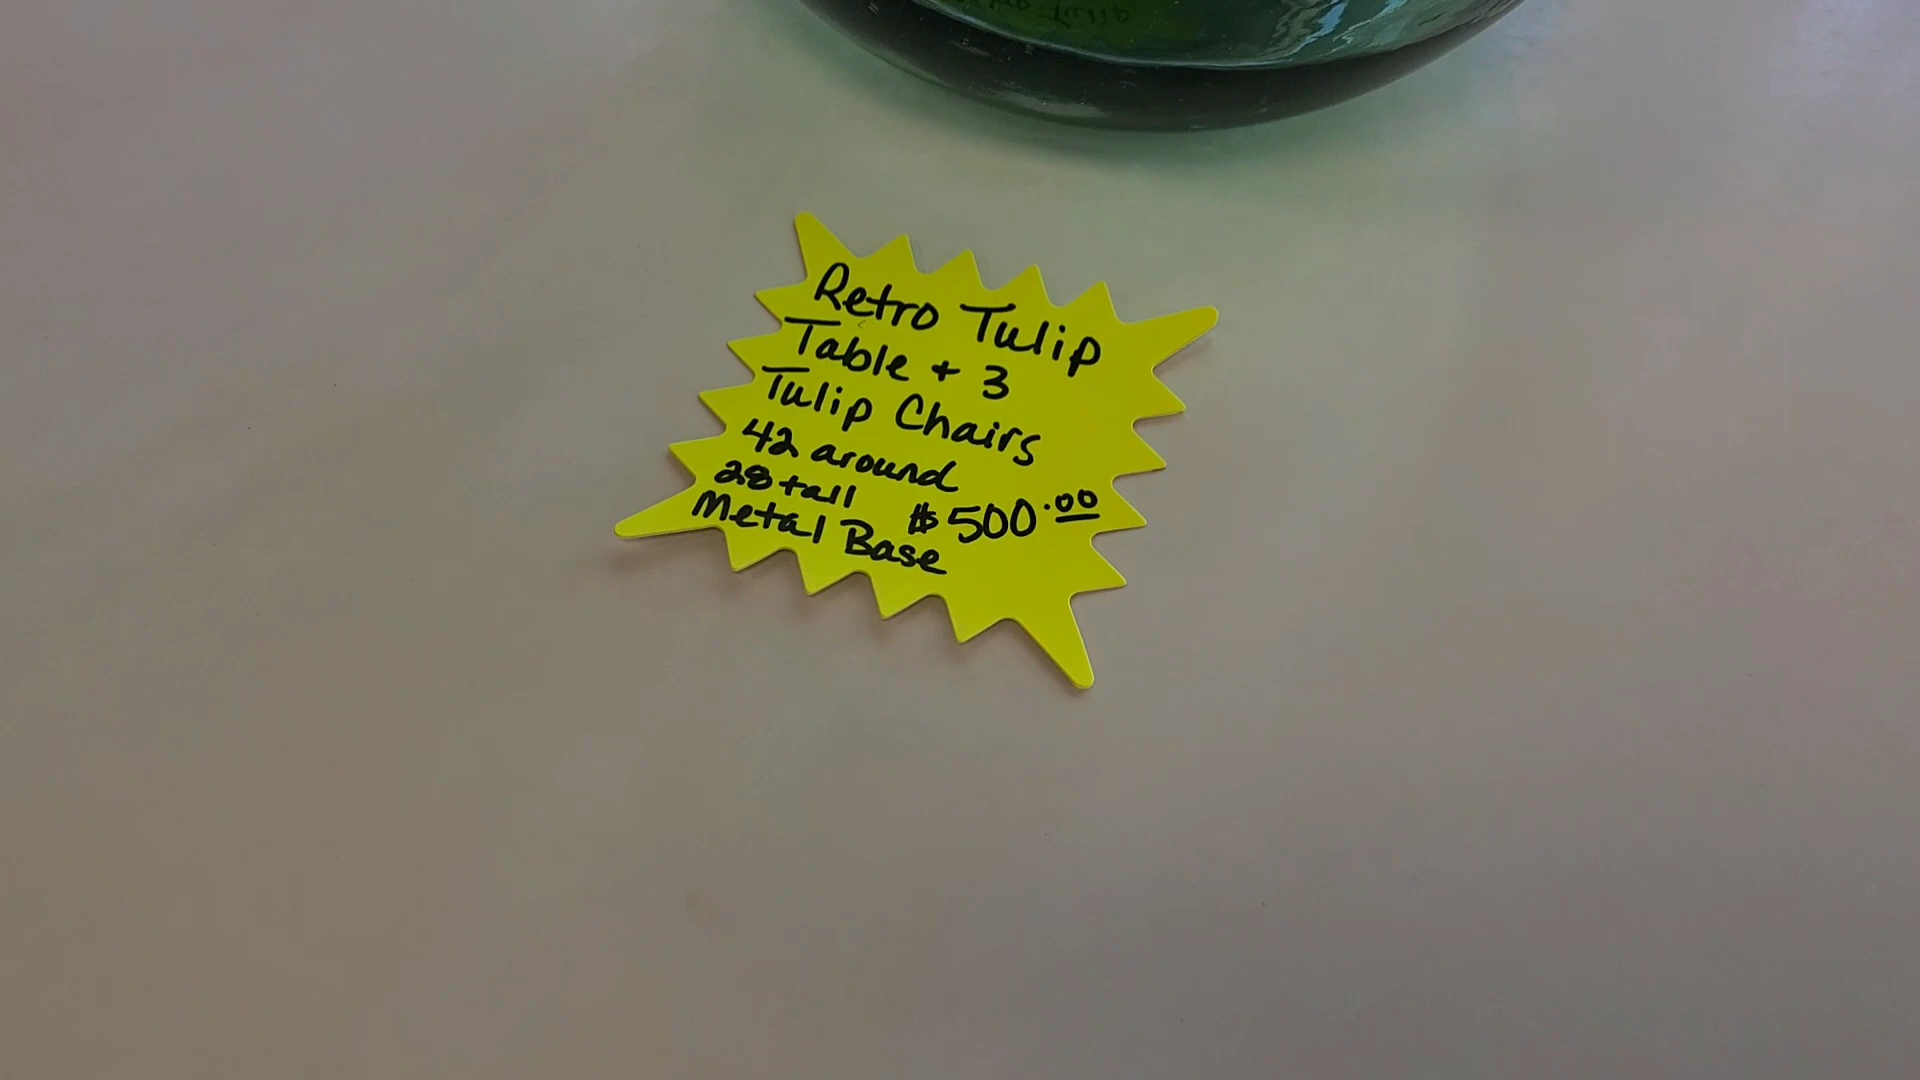 Retro Tulip
Table + 3
Tulip Chairs
42 around
28 tall
Metal Base
$500.00